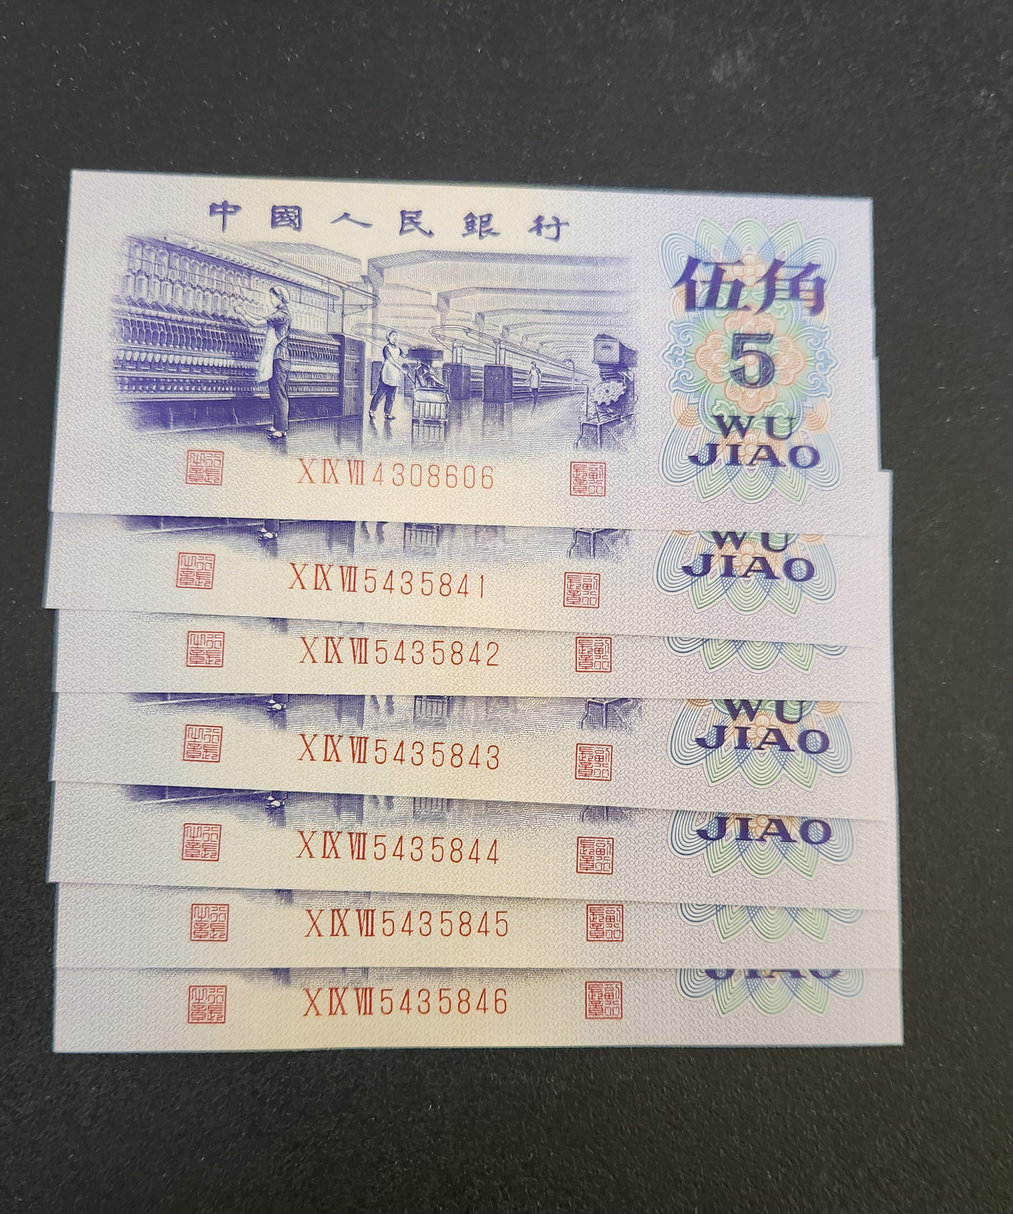 中國人民銀行
伍角
5
WU
JIAO
X IX VII 4308606
WU
JIAO
X IX VII 5435841
X IX VII 5435842
WU
JIAO
X IX VII 5435843
JIAO
X IX VII 5435844
X IX VII 5435845
JIAO
X IX VII 5435846